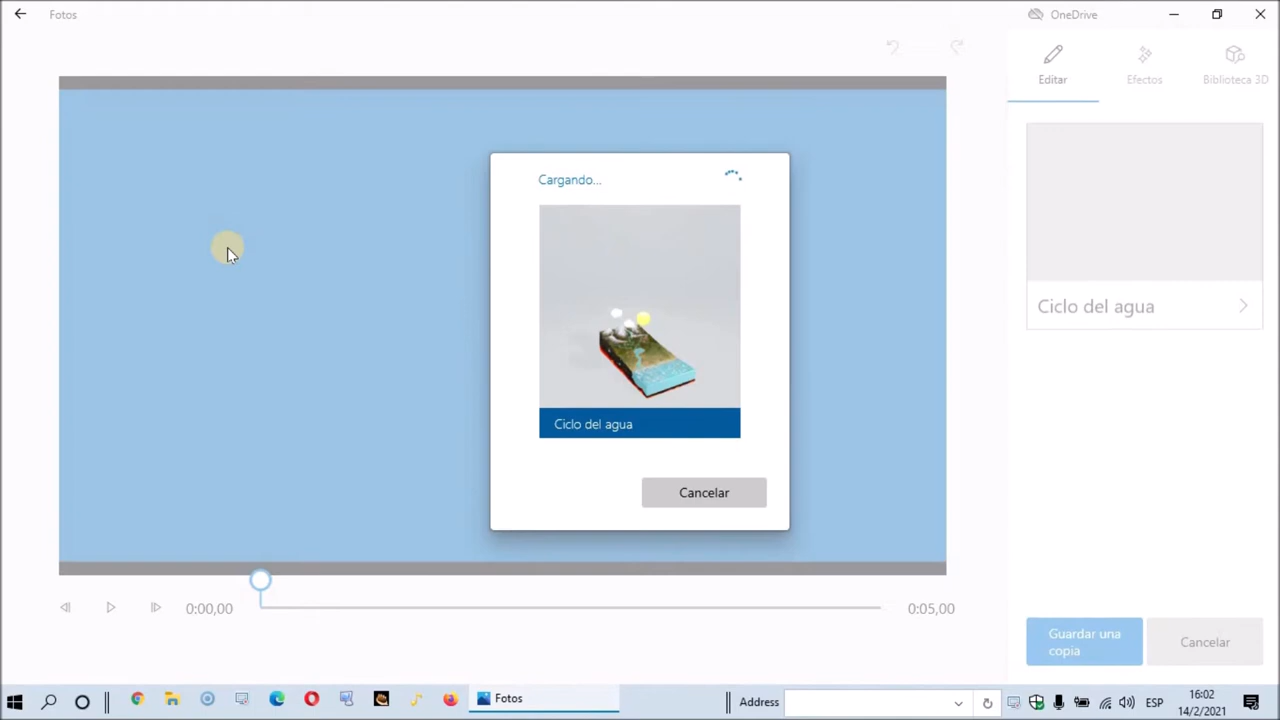 Fotos
OneDrive
Editar
Efectos
Biblioteca 3D
Cargando...
Ciclo del agua
Cancelar
Ciclo del agua
0:00,00
0:05,00
Guardar una
copia
Cancelar
Fotos
Address
ESP
16:02
14/2/2021